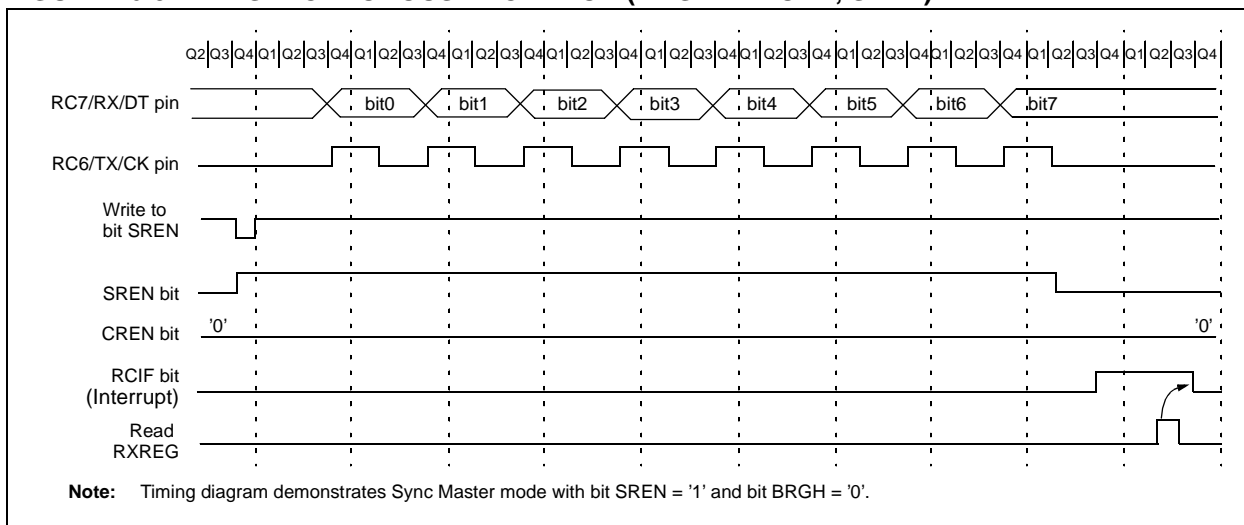 Q2 Q3 Q4 Q1 Q2 Q3 Q4 Q1 Q2 Q3 Q4 Q1 Q2 Q3 Q4 Q1 Q2 Q3 Q4 Q1 Q2 Q3 Q4 Q1 Q2 Q3 Q4 Q1 Q2 Q3 Q4 Q1 Q2 Q3 Q4 Q1 Q2 Q3 Q4 Q1 Q2 Q3 Q4
RC7/RX/DT pin bit0 bit1 bit2 bit3 bit4 bit5 bit6 bit7
RC6/TX/CK pin
Write to
bit SREN
SREN bit
CREN bit '0' '0'
RCIF bit
(Interrupt)
Read
RXREG
Note: Timing diagram demonstrates Sync Master mode with bit SREN = '1' and bit BRGH = '0'.